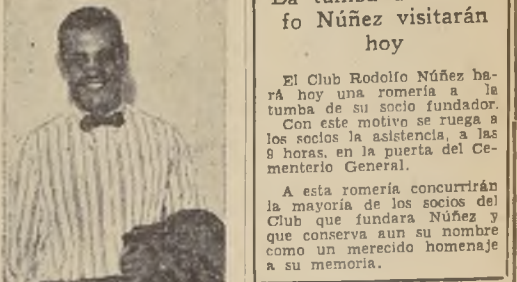 La tumba
fo Núñez visitarán
hoy
El Club Rodolfo Núñez ha-
rá hoy una romería a la
tumba de su socio fundador.
Con este motivo se ruega a
los socios la asistencia, a las
9 horas, en la puerta del Ce-
menterio General.
A esta romería concurrirán
la mayoría de los socios del
Club que fundara Núñez y
que conserva aun su nombre
como un merecido homenaje
a su memoria.